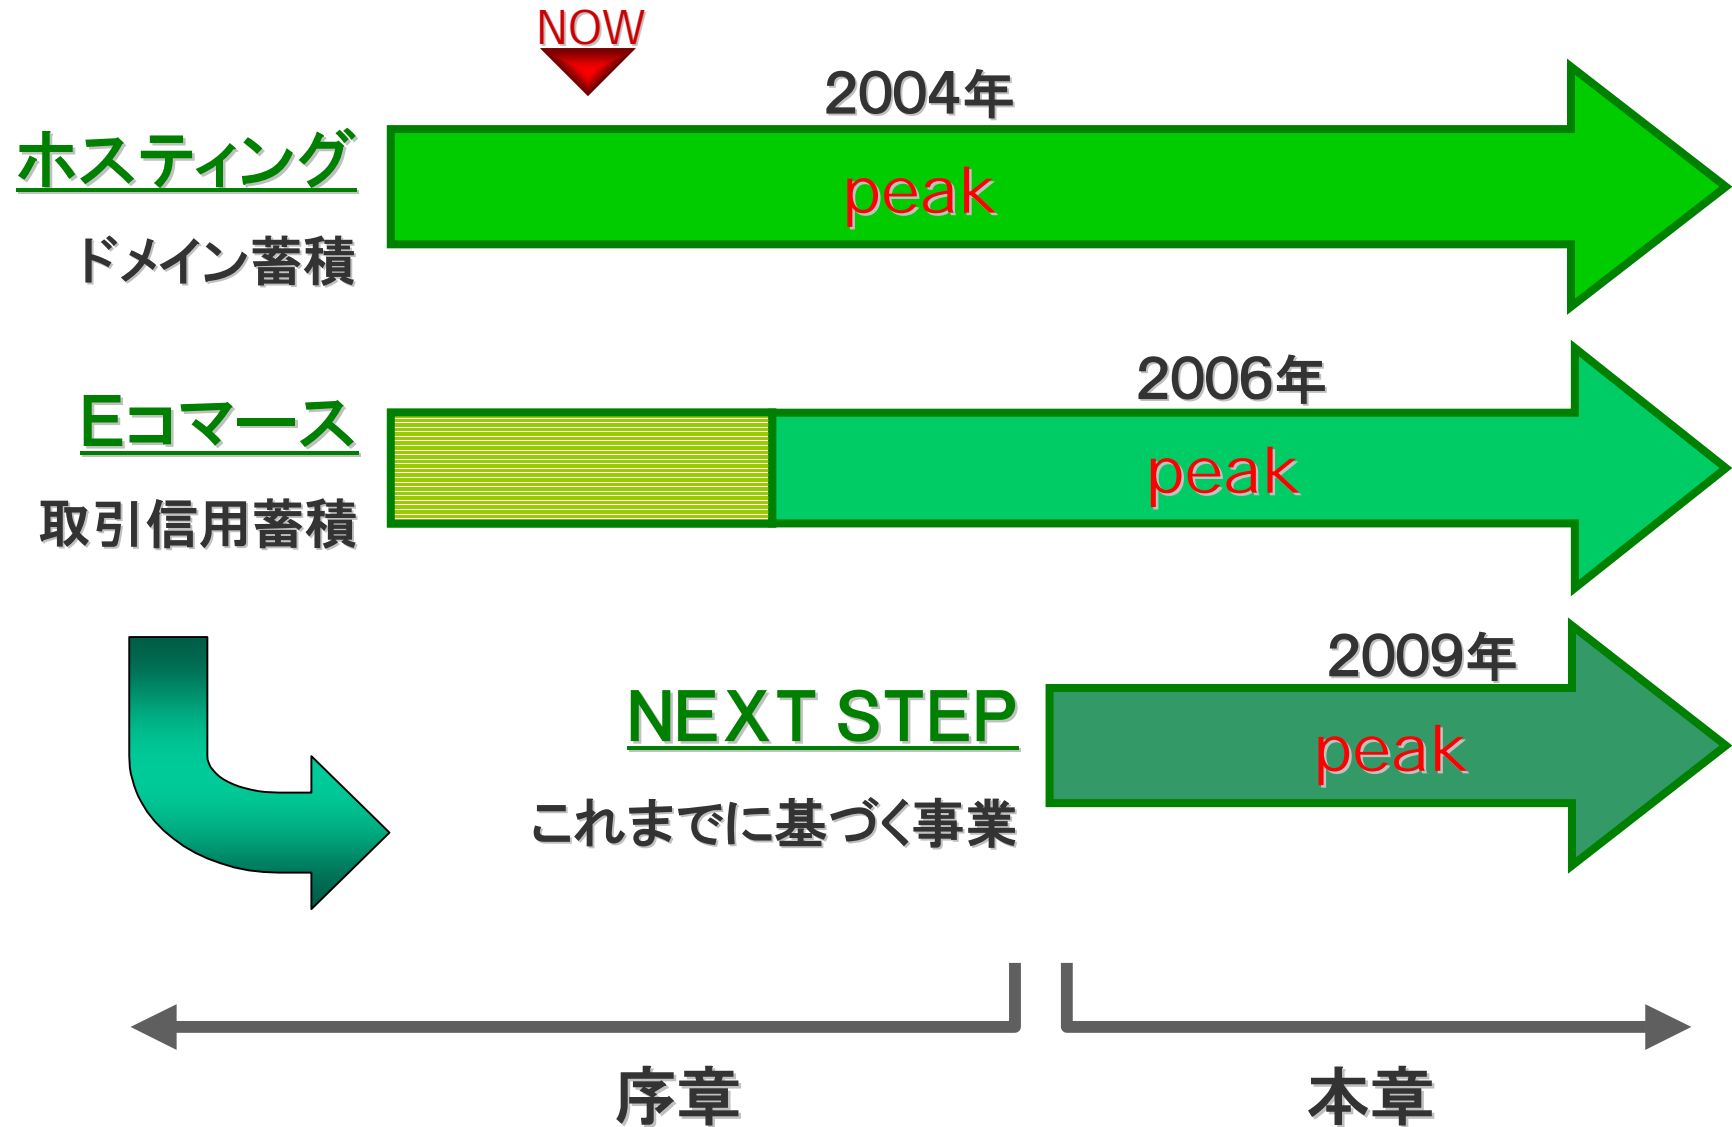 NOW
2004年
ホスティング
peak
ドメイン蓄積
2006年
Eコマース
peak
取引信用蓄積
2009年
NEXT STEP
peak
これまでに基づく事業
序章
本章